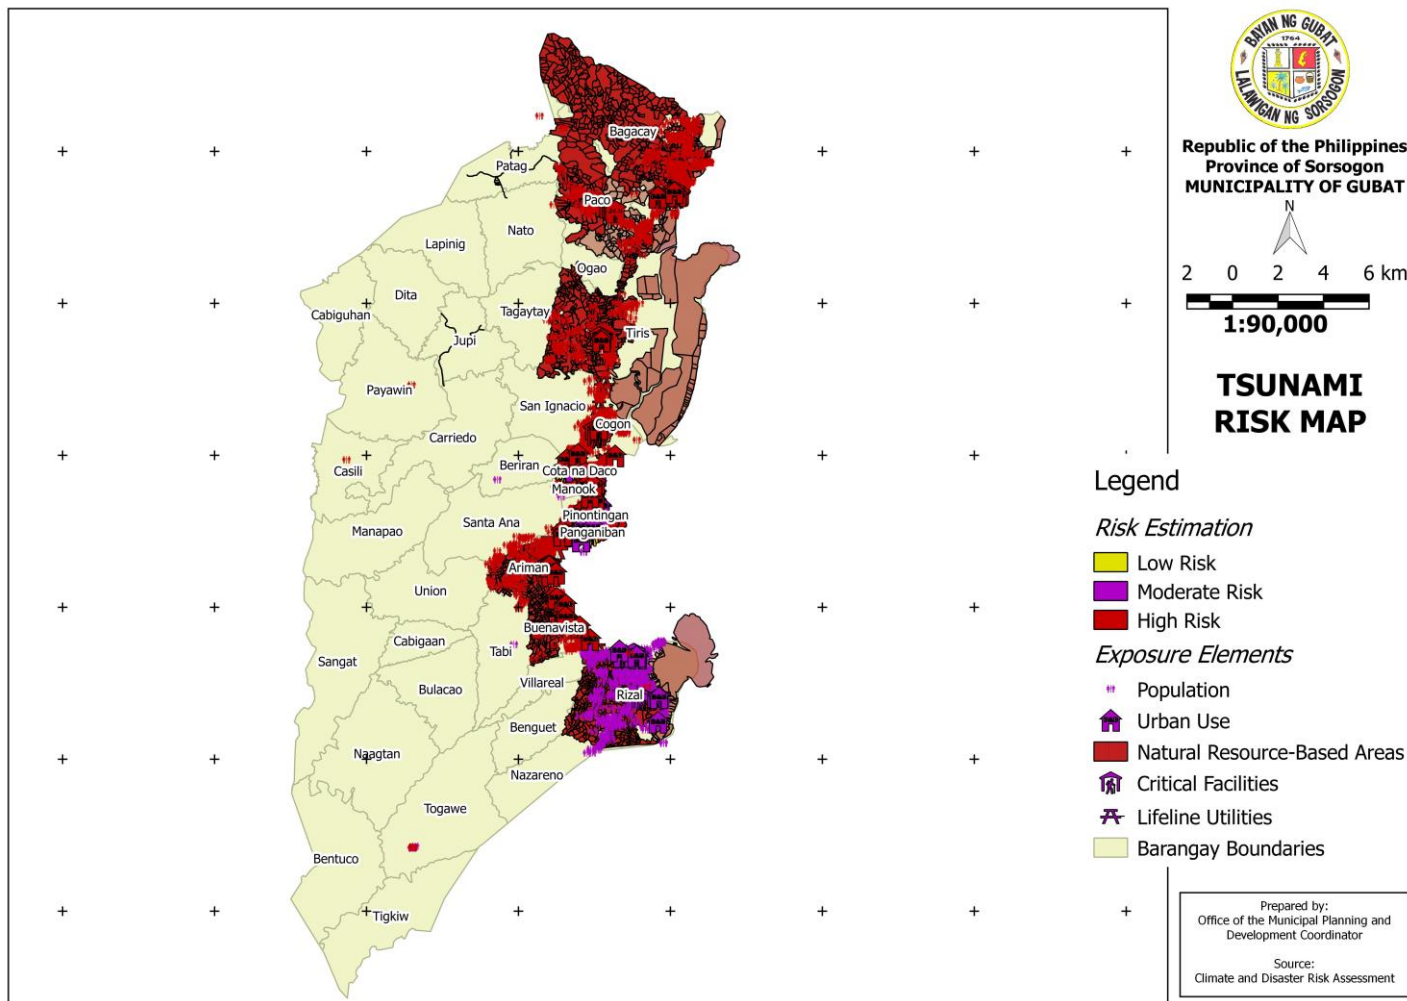 BAYAN NG GUBAT
1764
LALAWIGAN NG SORSOGON
Republic of the Philippines
Province of Sorsogon
MUNICIPALITY OF GUBAT
N
2 0 2 4 6 km
1:90,000
TSUNAMI
RISK MAP
Legend
Risk Estimation
Low Risk
Moderate Risk
High Risk
Exposure Elements
Population
Urban Use
Natural Resource-Based Areas
Critical Facilities
Lifeline Utilities
Barangay Boundaries
Prepared by:
Office of the Municipal Planning and
Development Coordinator
Source:
Climate and Disaster Risk Assessment
Bagacay
Patag
Paco
Nato
Lapinig
Ogao
Dita
Cabiguhan
Tagaytay
Tiris
Jupi
Payawin
San Ignacio
Cogon
Carriedo
Beriran
Casili
Cota na Daco
Manook
Pinontingan
Santa Ana
Manapao
Panganiban
Ariman
Union
Buenavista
Cabigaan
Tabi
Sangat
Villareal
Bulacao
Rizal
Benguet
Naagtan
Nazareno
Togawe
Bentuco
Tigkiw